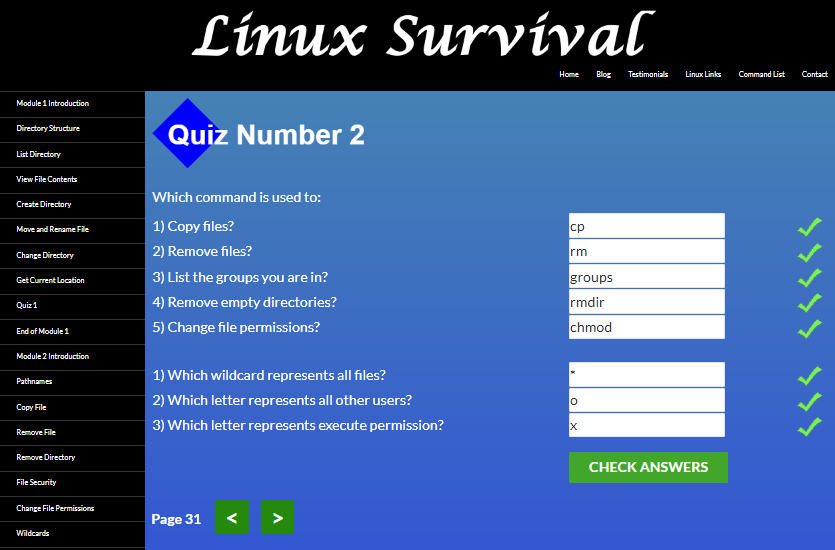 Linux Survival
Home Blog Testimonials Linux Links Command List Contact
Module 1 Introduction
Directory Structure
List Directory
View File Contents
Create Directory
Move and Rename File
Change Directory
Get Current Location
Quiz 1
End of Module 1
Module 2 Introduction
Pathnames
Copy File
Remove File
Remove Directory
File Security
Change File Permissions
Wildcards
Quiz Number 2
Which command is used to:
1) Copy files? cp
2) Remove files? rm
3) List the groups you are in? groups
4) Remove empty directories? rmdir
5) Change file permissions? chmod
1) Which wildcard represents all files? *
2) Which letter represents all other users? o
3) Which letter represents execute permission? x
CHECK ANSWERS
Page 31 < >